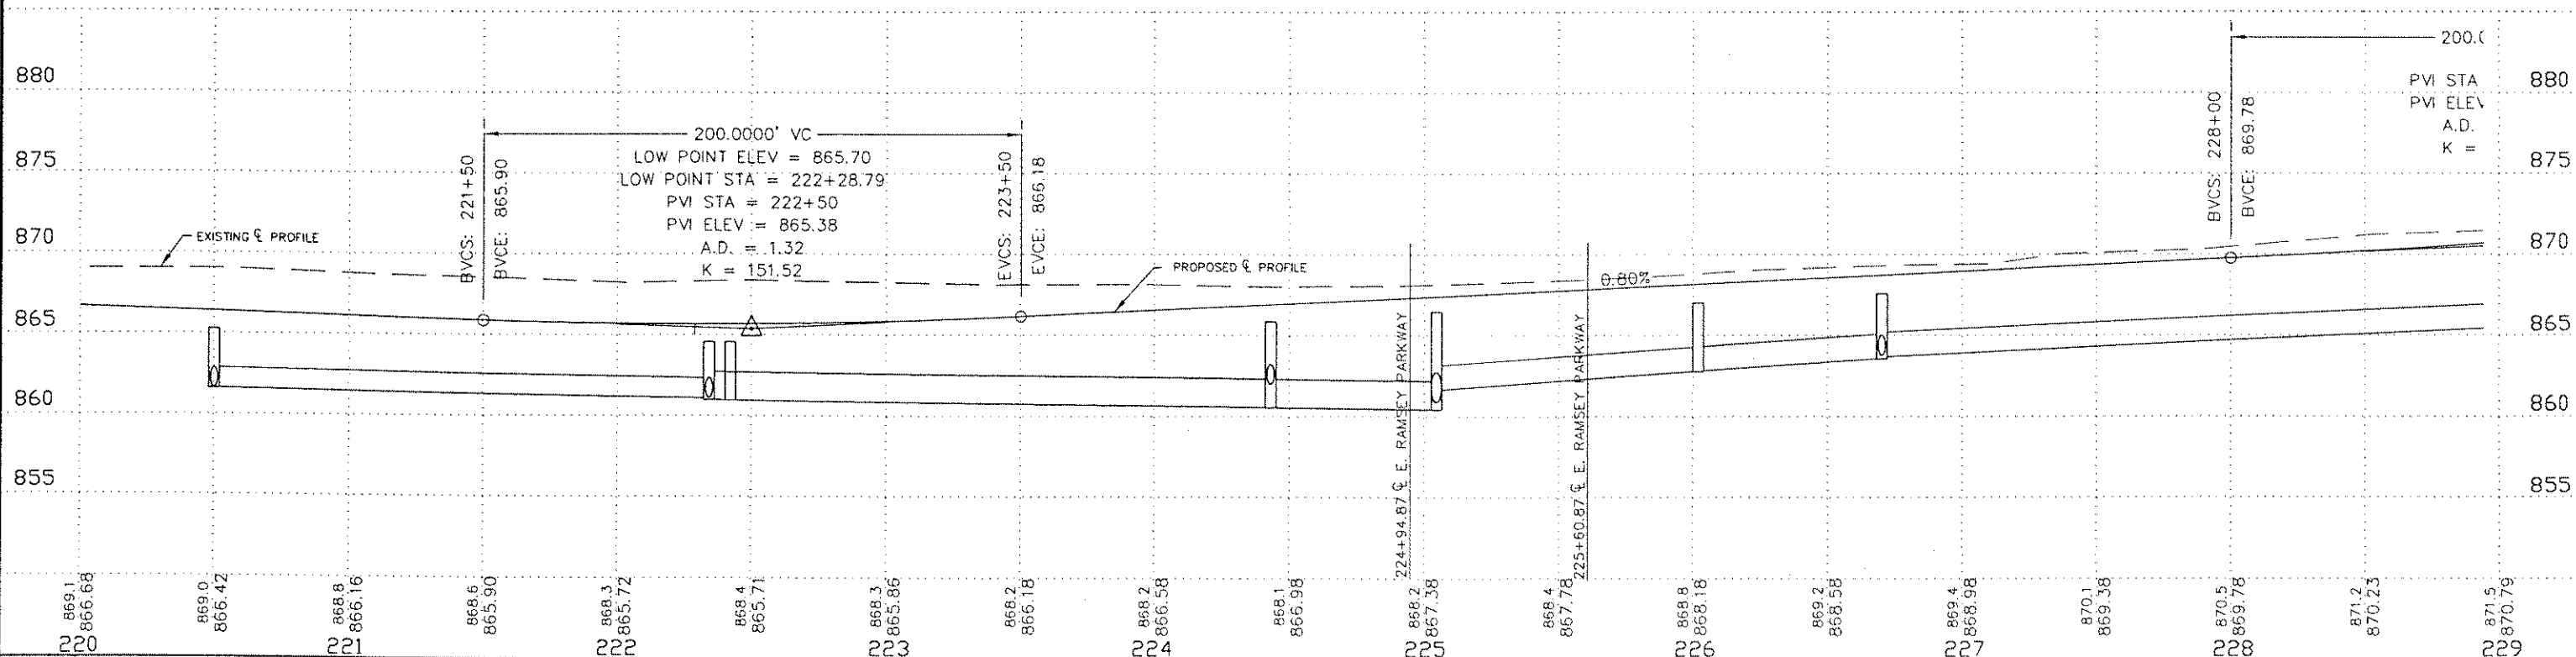 880
875
870
865
860
855
EXISTING ℄ PROFILE
BVCS: 221+50
BVCE: 865.90
200.0000' VC
LOW POINT ELEV = 865.70
LOW POINT STA = 222+28.79
PVI STA = 222+50
PVI ELEV = 865.38
A.D. = 1.32
K = 151.52
EVCS: 223+50
EVCE: 866.18
PROPOSED ℄ PROFILE
224+94.87 ℄ E. RAMSEY PARKWAY
225+60.87 ℄ E. RAMSEY PARKWAY
0.80%
BVCS: 228+00
BVCE: 869.78
200.(
PVI STA
PVI ELEV
A.D.
K =
880
875
870
865
860
855
869.1
866.68
869.0
866.42
868.8
866.16
868.6
865.90
868.3
865.72
868.4
865.71
868.3
865.86
868.2
866.18
868.2
866.58
868.1
866.98
868.2
867.38
868.4
867.78
868.8
868.18
869.2
868.58
869.4
868.98
870.1
869.38
870.5
869.78
871.2
870.23
871.5
870.79
220
221
222
223
224
225
226
227
228
229